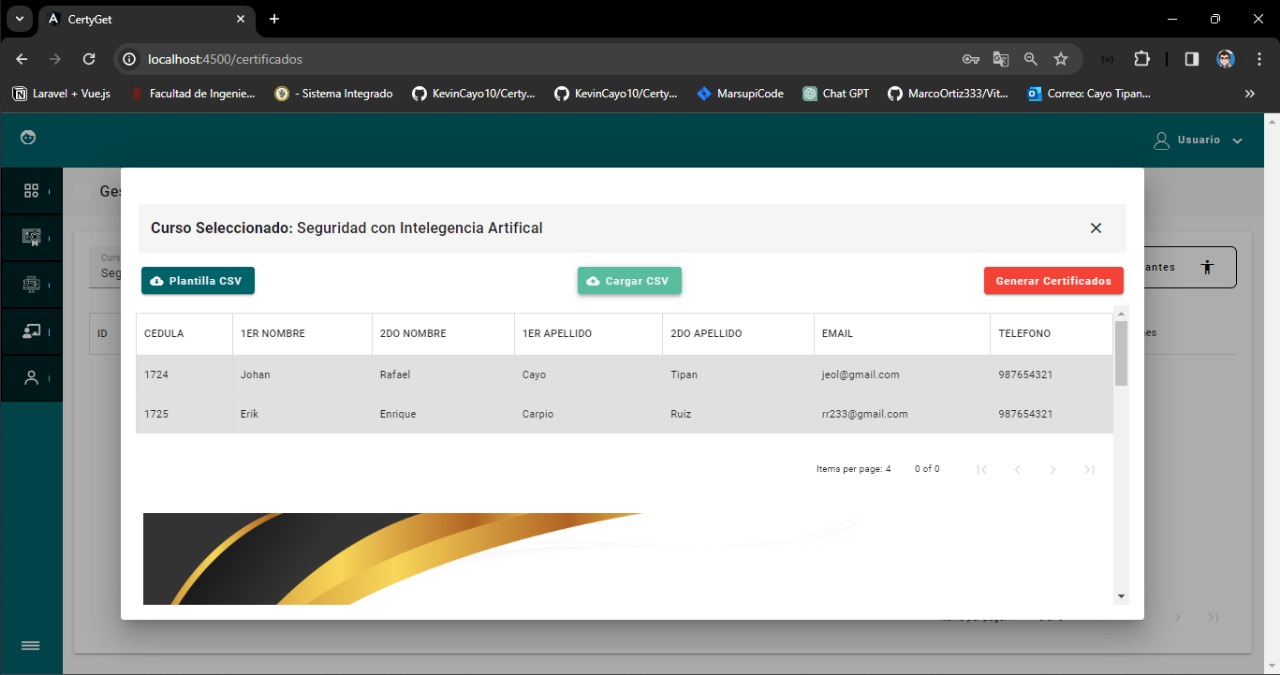 CertyGet
localhost:4500/certificados
Laravel + Vue.js
Facultad de Ingenie...
- Sistema Integrado
KevinCayo10/Certy...
KevinCayo10/Certy...
MarsupiCode
Chat GPT
MarcoOrtiz333/Vit...
Correo: Cayo Tipan...
Usuario
Ges
Curso Seleccionado: Seguridad con Intelegencia Artifical
Curs
Seg
antes
Plantilla CSV
Cargar CSV
Generar Certificados
ID
es
CEDULA 1ER NOMBRE 2DO NOMBRE 1ER APELLIDO 2DO APELLIDO EMAIL TELEFONO
1724 Johan Rafael Cayo Tipan jeol@gmail.com 987654321
1725 Erik Enrique Carpio Ruiz rr233@gmail.com 987654321
Items per page: 4 0 of 0